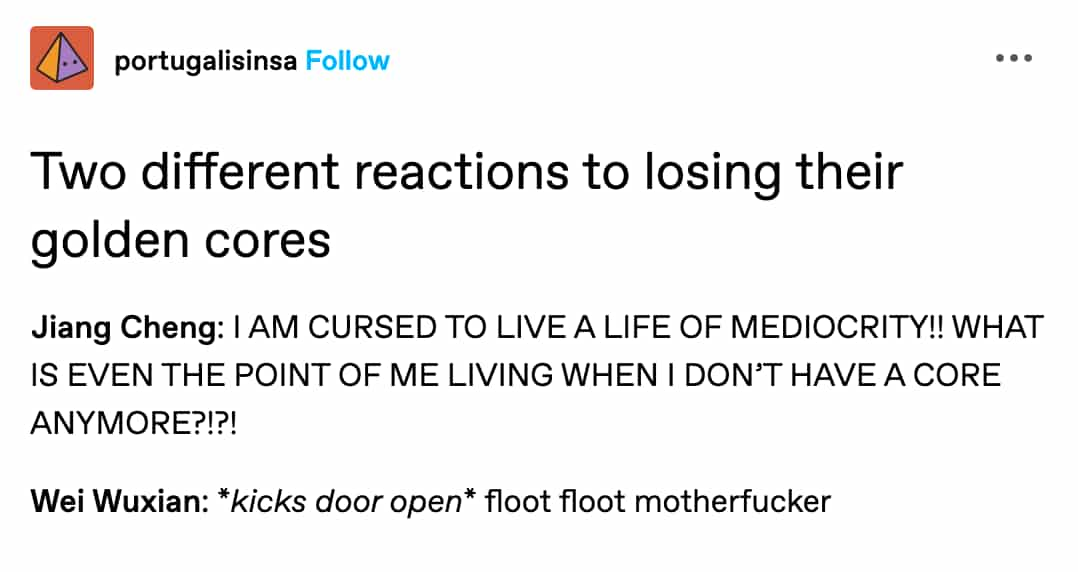 portugalisinsa Follow
Two different reactions to losing their
golden cores
Jiang Cheng: I AM CURSED TO LIVE A LIFE OF MEDIOCRITY!! WHAT
IS EVEN THE POINT OF ME LIVING WHEN I DON’T HAVE A CORE
ANYMORE?!?!
Wei Wuxian: *kicks door open* floot floot motherfucker